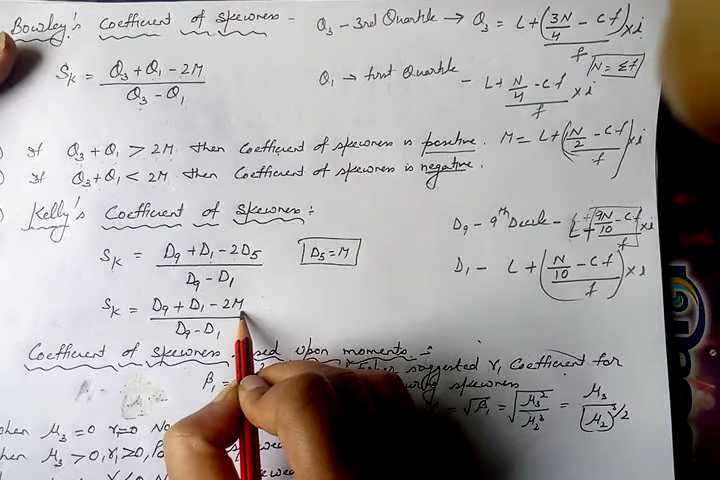 Bowley's Coefficient of Skewness - Q₃ - 3rd Quartile → Q₃ = L + (3N/4 - Cf)/f × i
N = Σf
Sk = (Q₃ + Q₁ - 2M)/(Q₃ - Q₁)
Q₁ → first Quartile - L + (N/4 - Cf)/f × i
If Q₃ + Q₁ > 2M then Coefficient of skewness is positive. M = L + (N/2 - Cf)/f × i
If Q₃ + Q₁ < 2M then Coefficient of skewness is negative.
Kelly's Coefficient of Skewness :-
D₉ - 9th Decile - L + (9N/10 - Cf)/f × i
Sk = (D₉ + D₁ - 2D₅)/(D₉ - D₁) D₅ = M
D₁ - L + (N/10 - Cf)/f × i
Sk = (D₉ + D₁ - 2M)/(D₉ - D₁)
Coefficient of skewness upon moments -
suggested γ₁ Coefficient for
skewness
β₁ =
= √β₁ = √(μ₃²/μ₂³) = μ₃/(μ₂)^3/2
When μ₃ = 0 γ₁ = 0 No
μ₃ > 0, γ₁ > 0,